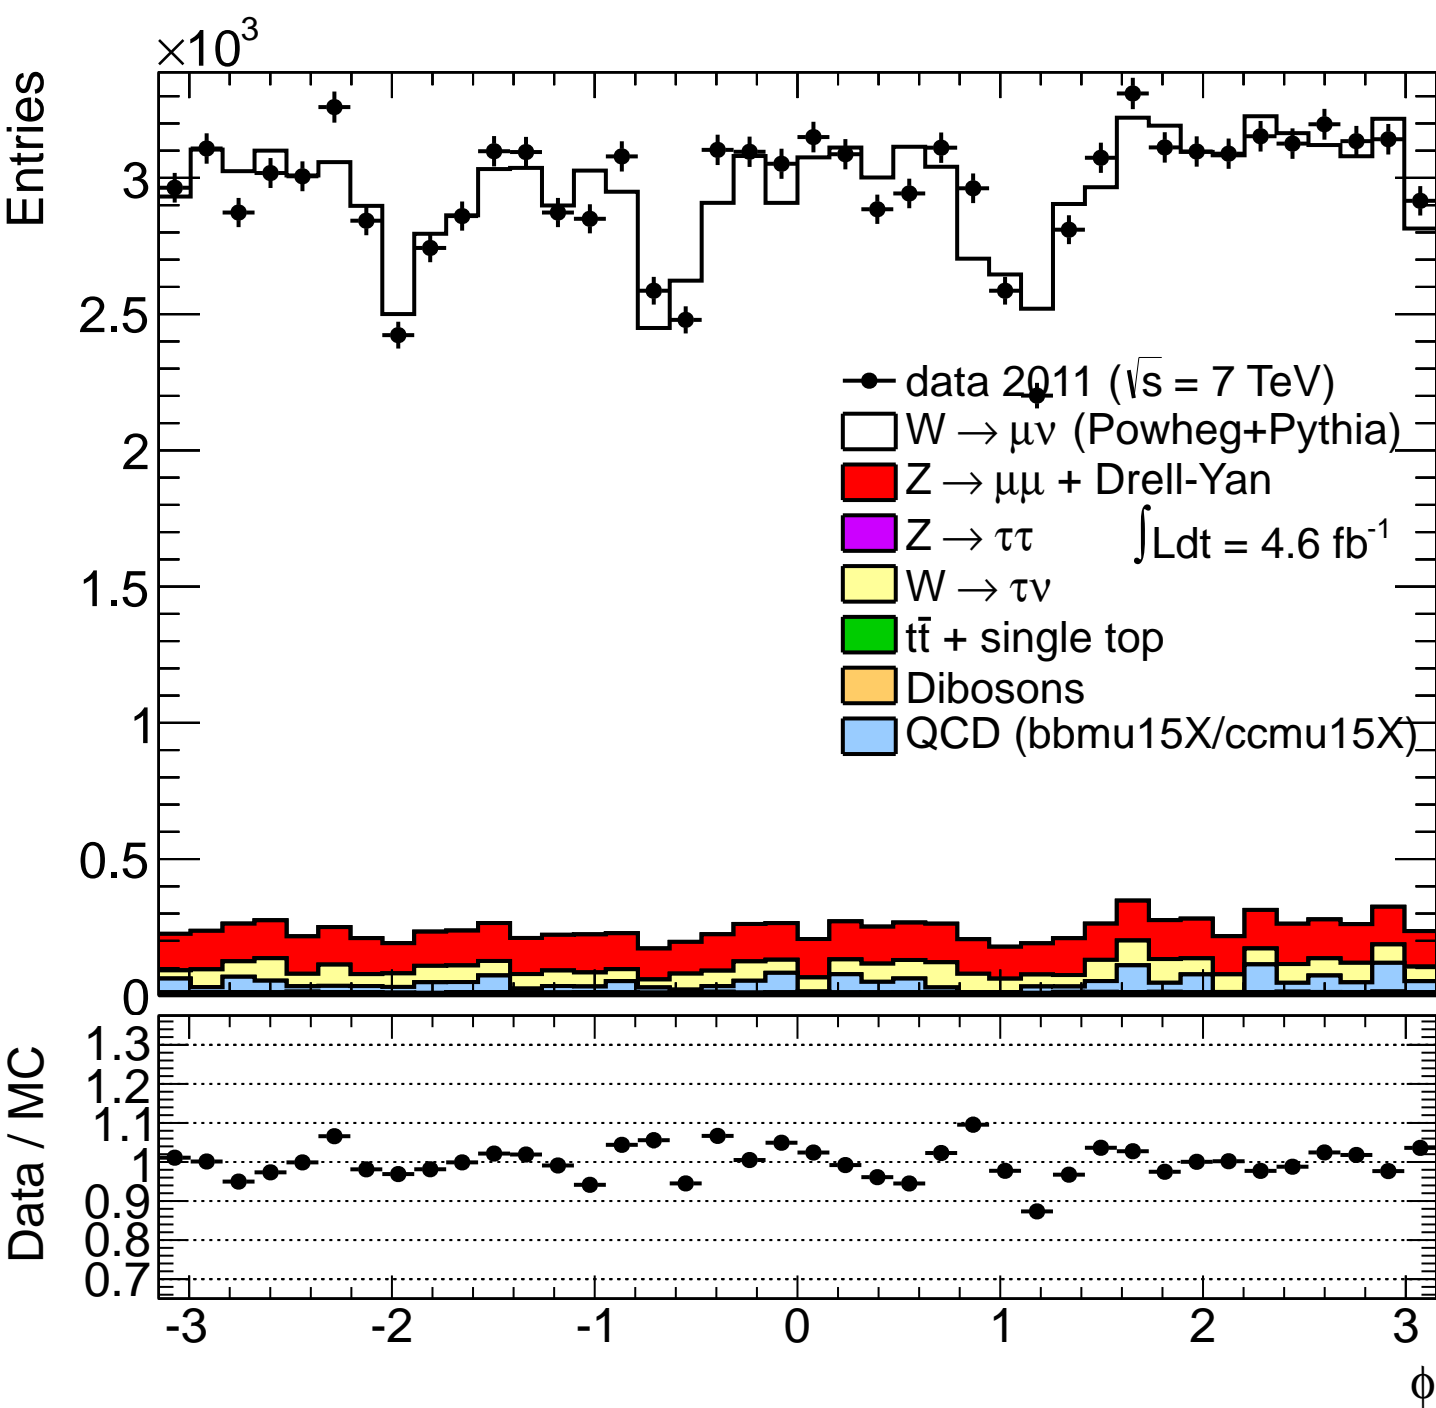 ×10³
Entries
3
2.5
2
1.5
1
0.5
0
data 2011 (√s = 7 TeV)
W → μν (Powheg+Pythia)
Z → μμ + Drell-Yan
Z → ττ
∫Ldt = 4.6 fb⁻¹
W → τν
tt̄ + single top
Dibosons
QCD (bbmu15X/ccmu15X)
Data / MC
1.3
1.2
1.1
1
0.9
0.8
0.7
-3 -2 -1 0 1 2 3
ϕ